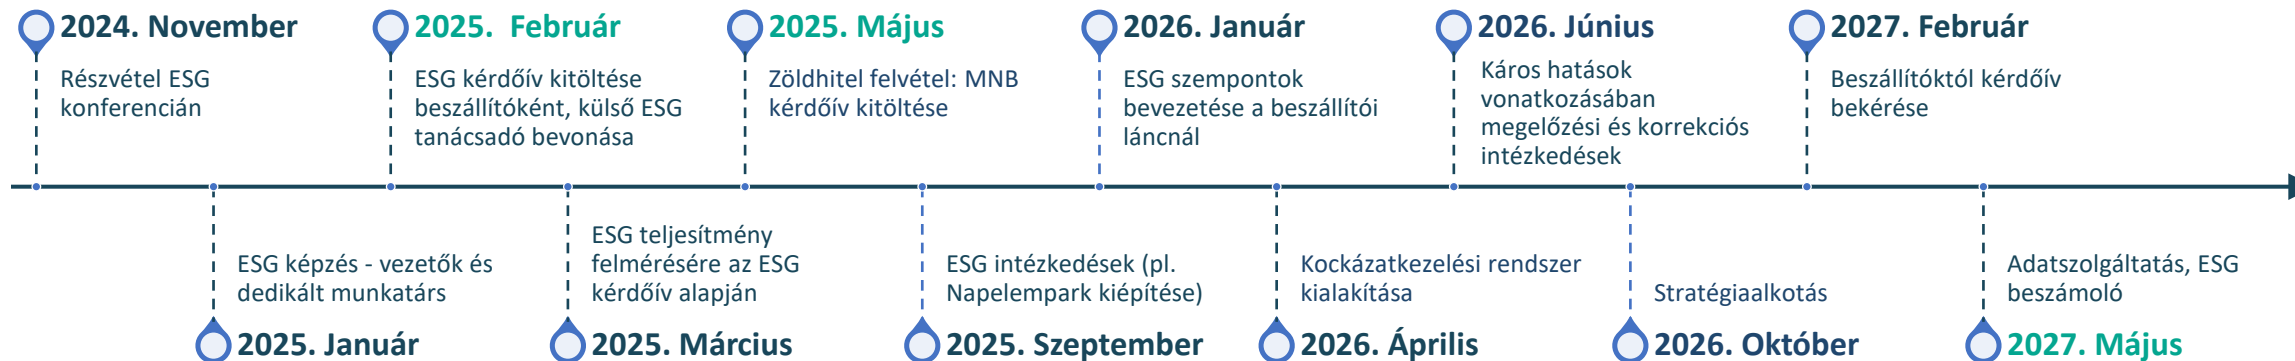 2024. November
Részvétel ESG
konferencián
2025. Február
ESG kérdőív kitöltése
beszállítóként, külső ESG
tanácsadó bevonása
2025. Május
Zöldhitel felvétel: MNB
kérdőív kitöltése
2026. Január
ESG szempontok
bevezetése a beszállítói
láncnál
2026. Június
Káros hatások
vonatkozásában
megelőzési és korrekciós
intézkedések
2027. Február
Beszállítóktól kérdőív
bekérése
ESG képzés - vezetők és
dedikált munkatárs
2025. Január
ESG teljesítmény
felmérésére az ESG
kérdőív alapján
2025. Március
ESG intézkedések (pl.
Napelempark kiépítése)
2025. Szeptember
Kockázatkezelési rendszer
kialakítása
2026. Április
Stratégiaalkotás
2026. Október
Adatszolgáltatás, ESG
beszámoló
2027. Május